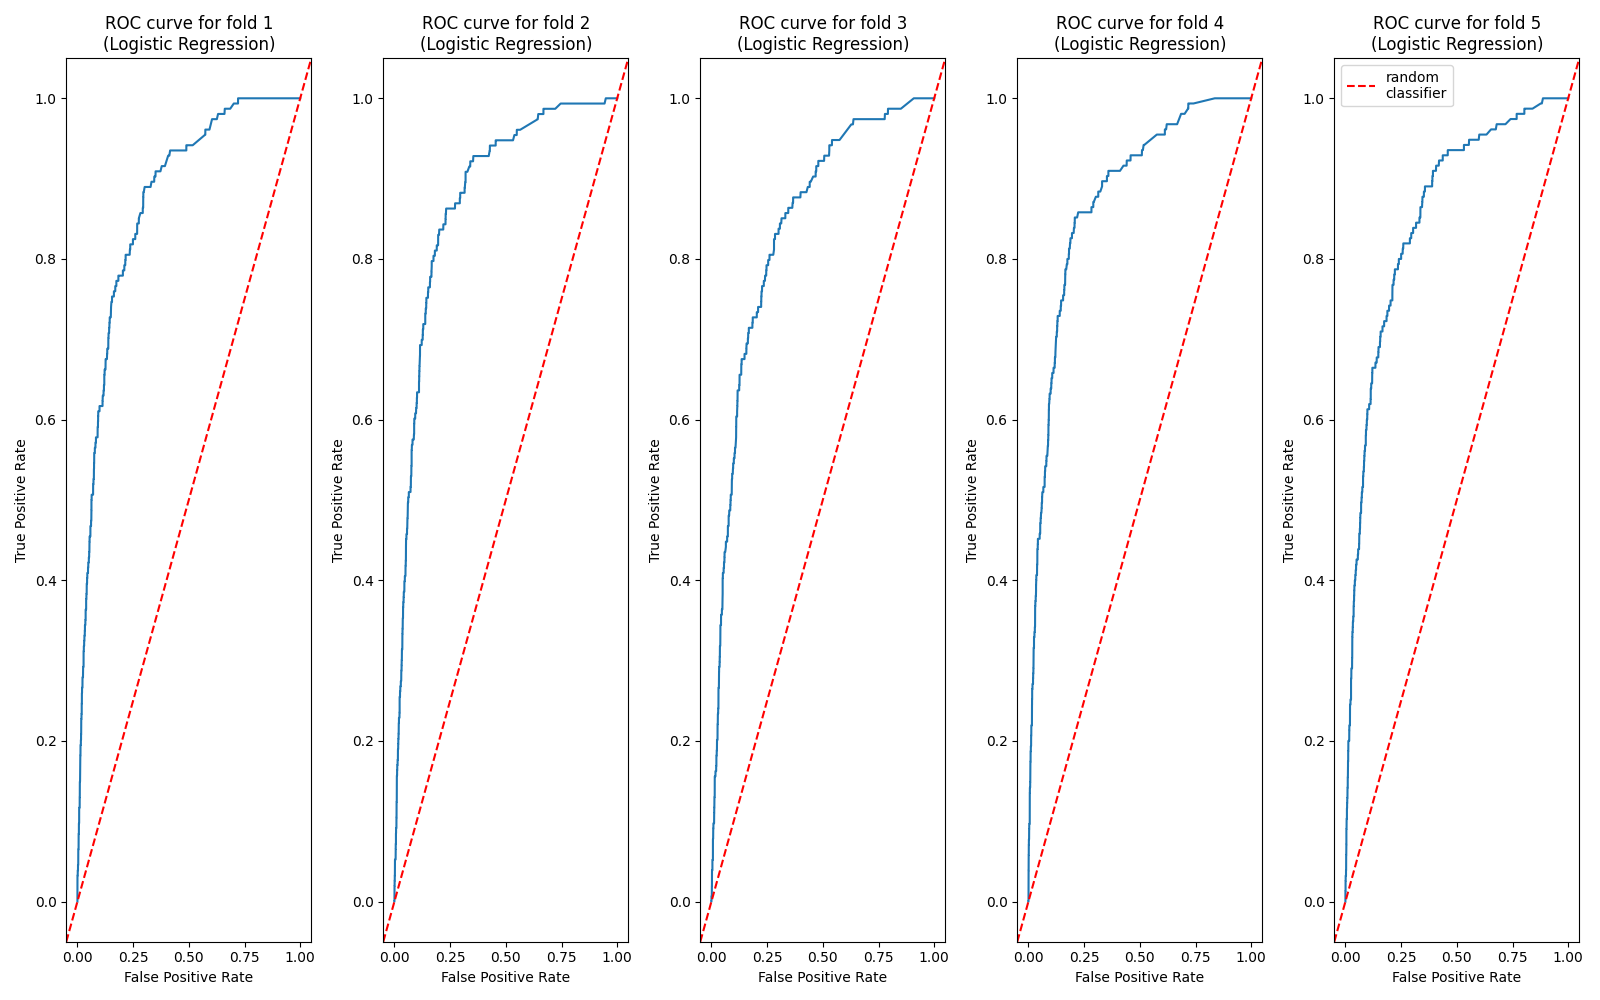 ROC curve for fold 1
(Logistic Regression)
ROC curve for fold 2
(Logistic Regression)
ROC curve for fold 3
(Logistic Regression)
ROC curve for fold 4
(Logistic Regression)
ROC curve for fold 5
(Logistic Regression)
True Positive Rate
1.0
0.8
0.6
0.4
0.2
0.0
0.00 0.25 0.50 0.75 1.00
False Positive Rate
True Positive Rate
1.0
0.8
0.6
0.4
0.2
0.0
0.00 0.25 0.50 0.75 1.00
False Positive Rate
True Positive Rate
1.0
0.8
0.6
0.4
0.2
0.0
0.00 0.25 0.50 0.75 1.00
False Positive Rate
True Positive Rate
1.0
0.8
0.6
0.4
0.2
0.0
0.00 0.25 0.50 0.75 1.00
False Positive Rate
True Positive Rate
1.0
0.8
0.6
0.4
0.2
0.0
0.00 0.25 0.50 0.75 1.00
False Positive Rate
random
classifier